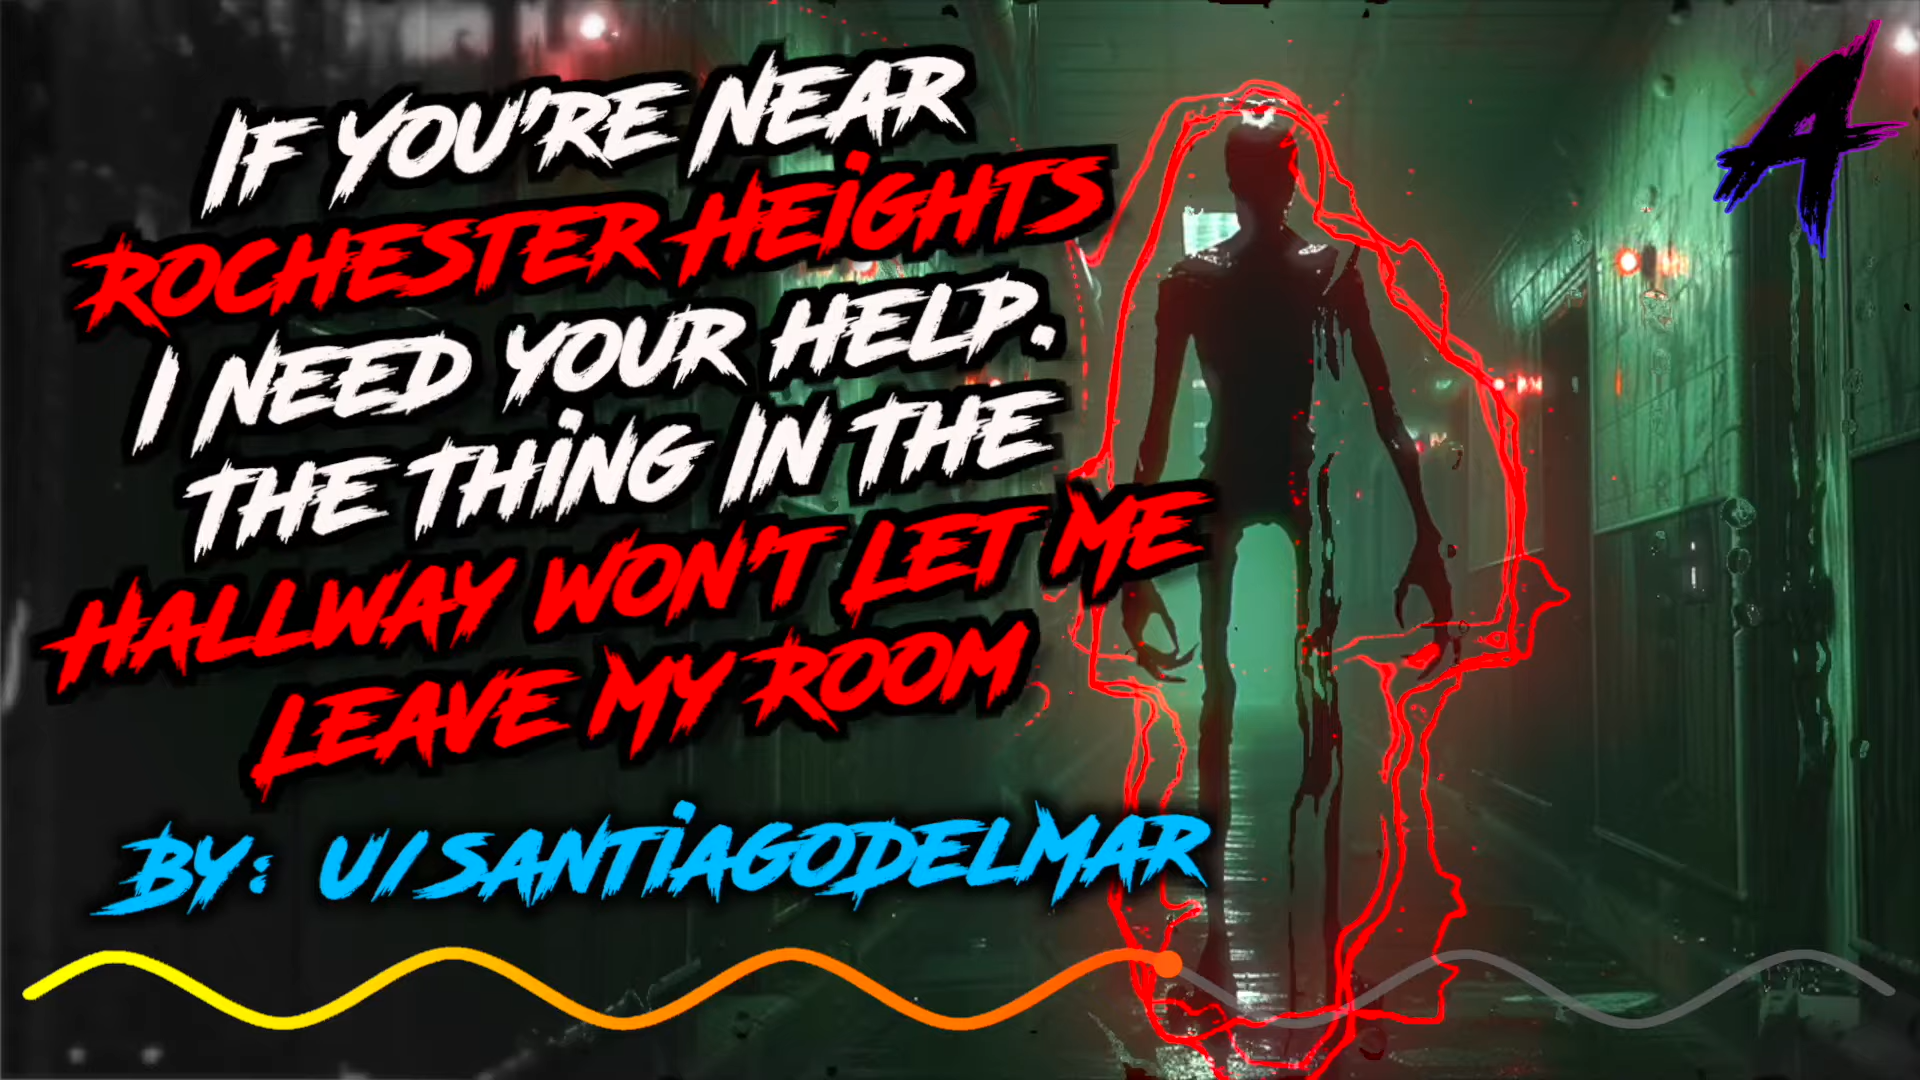 If You're Near
Rochester Heights
I Need Your Help.
The Thing In The
Hallway Won't Let Me
Leave My Room
By: u/SantiagoDelMar
A